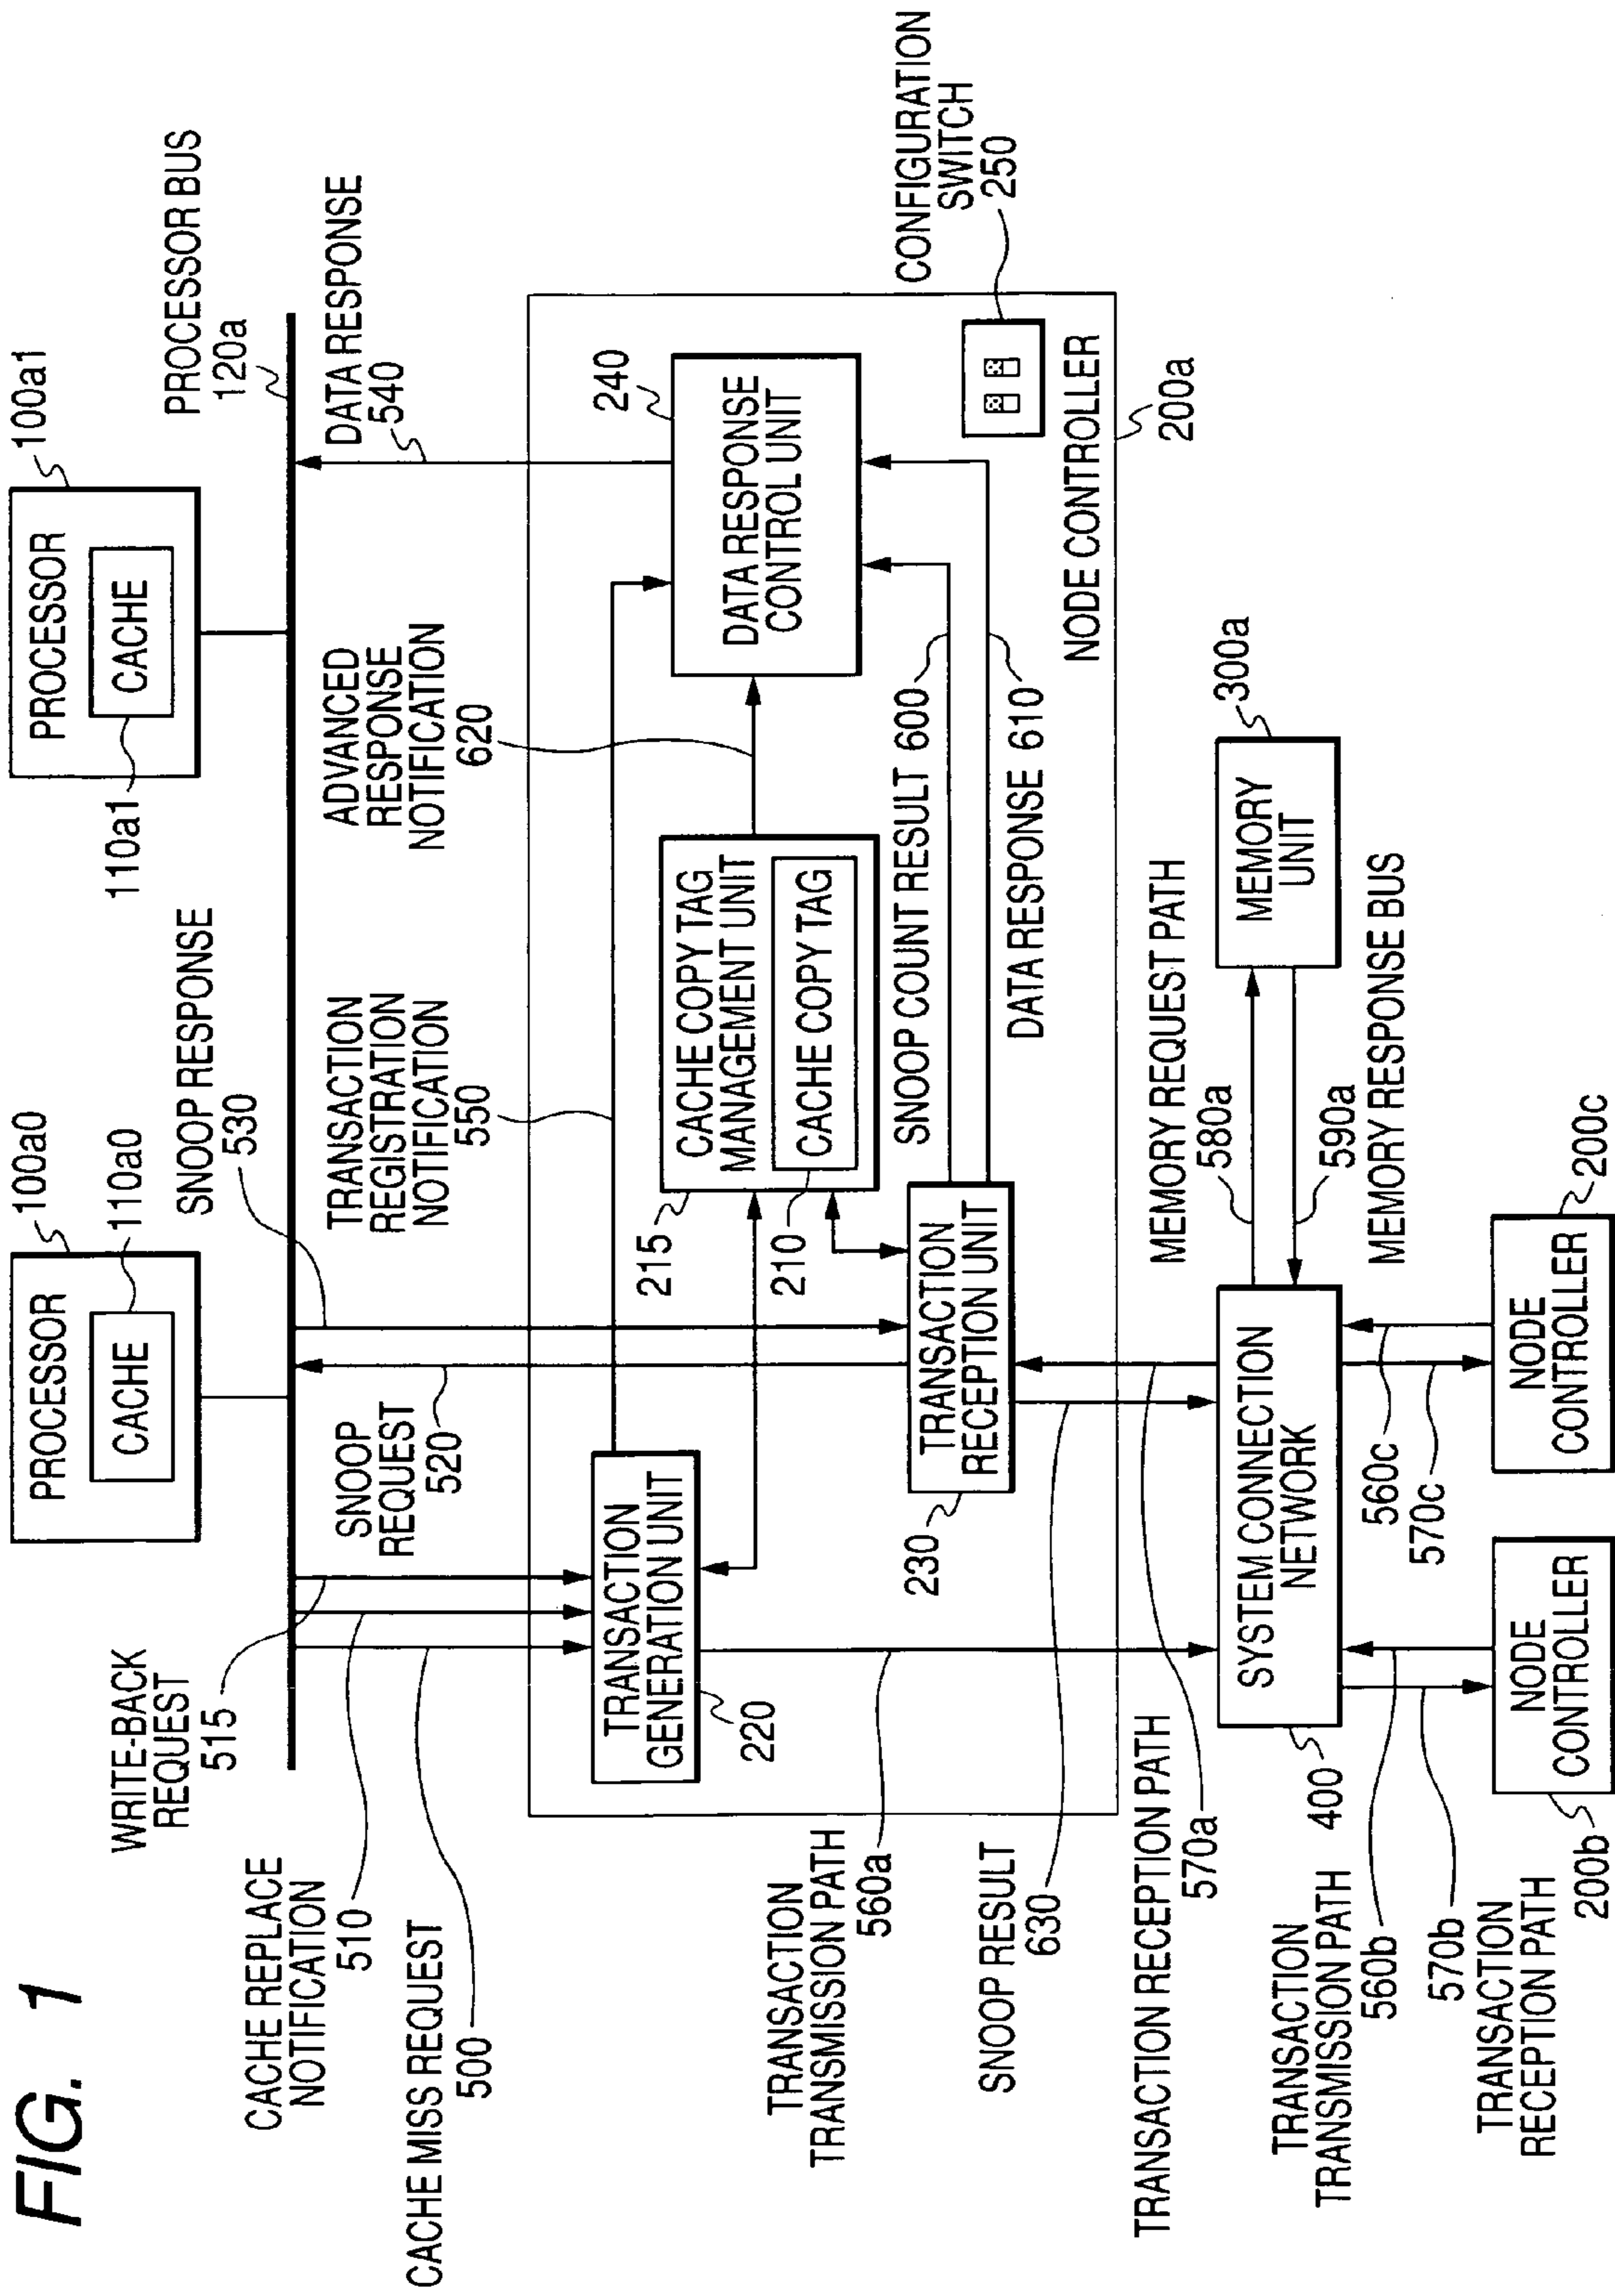 FIG. 1
PROCESSOR
CACHE
100a0
110a0
PROCESSOR
CACHE
100a1
110a1
PROCESSOR BUS
120a
WRITE-BACK
REQUEST
515
CACHE REPLACE
NOTIFICATION
510
CACHE MISS REQUEST
500
SNOOP
REQUEST
520
SNOOP RESPONSE
530
TRANSACTION
REGISTRATION
NOTIFICATION
550
ADVANCED
RESPONSE
NOTIFICATION
620
DATA RESPONSE
540
TRANSACTION
GENERATION UNIT
220
215
CACHE COPY TAG
MANAGEMENT UNIT
CACHE COPY TAG
210
240
DATA RESPONSE
CONTROL UNIT
CONFIGURATION
SWITCH
250
TRANSACTION
RECEPTION UNIT
230
SNOOP COUNT RESULT 600
DATA RESPONSE 610
NODE CONTROLLER
200a
TRANSACTION
TRANSMISSION PATH
560a
SNOOP RESULT
630
TRANSACTION RECEPTION PATH
570a
MEMORY REQUEST PATH
580a
590a
MEMORY RESPONSE BUS
MEMORY
UNIT
300a
SYSTEM CONNECTION
NETWORK
400
TRANSACTION
TRANSMISSION PATH
560b
570b
TRANSACTION
RECEPTION PATH
560c
570c
NODE
CONTROLLER
200b
NODE
CONTROLLER
200c